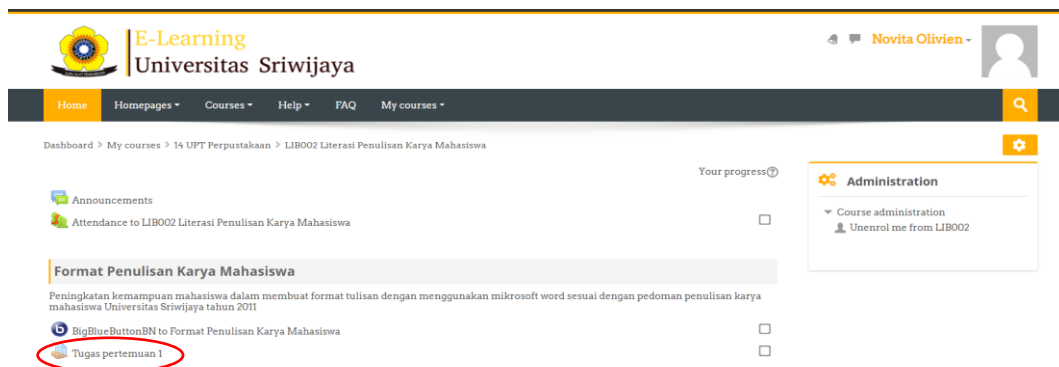 E-Learning
Universitas Sriwijaya
Novita Olivien
Home Homepages Courses Help FAQ My courses
Dashboard > My courses > 14 UPT Perpustakaan > LIB002 Literasi Penulisan Karya Mahasiswa
Your progress
Announcements
Attendance to LIB002 Literasi Penulisan Karya Mahasiswa
Format Penulisan Karya Mahasiswa
Peningkatan kemampuan mahasiswa dalam membuat format tulisan dengan menggunakan mikrosoft word sesuai dengan pedoman penulisan karya
mahasiswa Universitas Sriwijaya tahun 2011
BigBlueButtonBN to Format Penulisan Karya Mahasiswa
Tugas pertemuan 1
Administration
Course administration
Unenrol me from LIB002